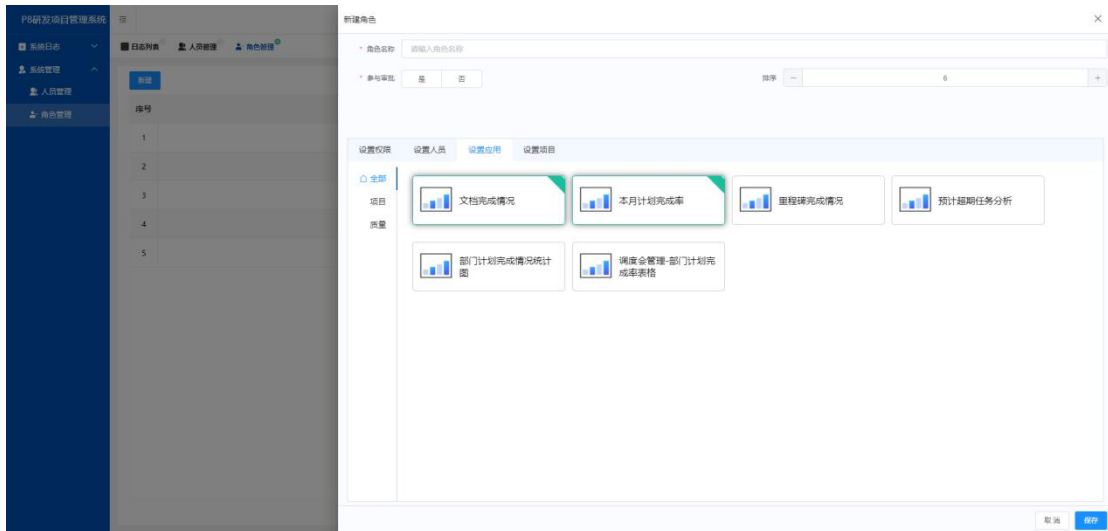 P8研发项目管理系统
新建角色
系统日志
日志列表
人员管理
角色管理
* 角色名称
请输入角色名称
系统管理
新建
* 参与审批
是
否
排序
6
人员管理
角色管理
序号
1
设置权限
设置人员
设置应用
设置项目
2
全部
项目
质量
文档完成情况
本月计划完成率
里程碑完成情况
预计超期任务分析
3
4
5
部门计划完成情况统计
图
调度会管理-部门计划完
成率表格
取消
保存